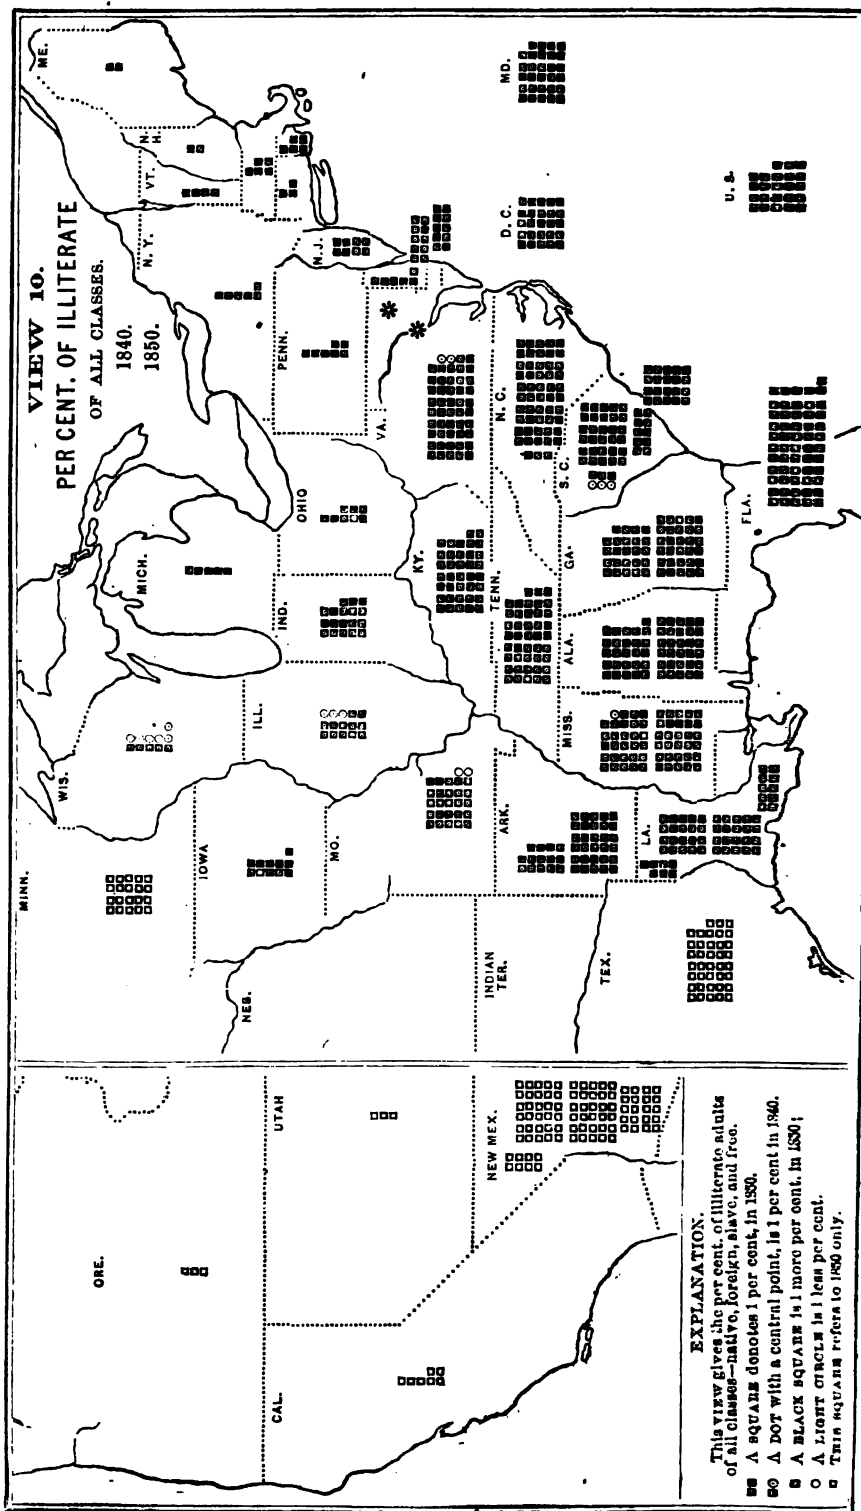 VIEW 10.
PER CENT. OF ILLITERATE
OF ALL CLASSES.
1840.
1850.
ME.
N. H.
VT.
N. Y.
N. J.
PENN.
MD.
D. C.
U. S.
MICH.
OHIO
IND.
ILL.
WIS.
MINN.
IOWA
MO.
NEB.
VA.
KY.
N. C.
TENN.
S. C.
GA.
ALA.
MISS.
FLA.
ARK.
LA.
INDIAN
TER.
TEX.
ORE.
UTAH
CAL.
NEW MEX.
EXPLANATION.
This VIEW gives the per cent. of illiterate adults
of all classes—native, foreign, slave, and free.
A SQUARE denotes 1 per cent, in 1850.
A DOT with a central point, is 1 per cent in 1840.
A BLACK SQUARE is 1 more per cent. in 1850;
A LIGHT CIRCLE is 1 less per cent.
THIS SQUARE refers to 1850 only.